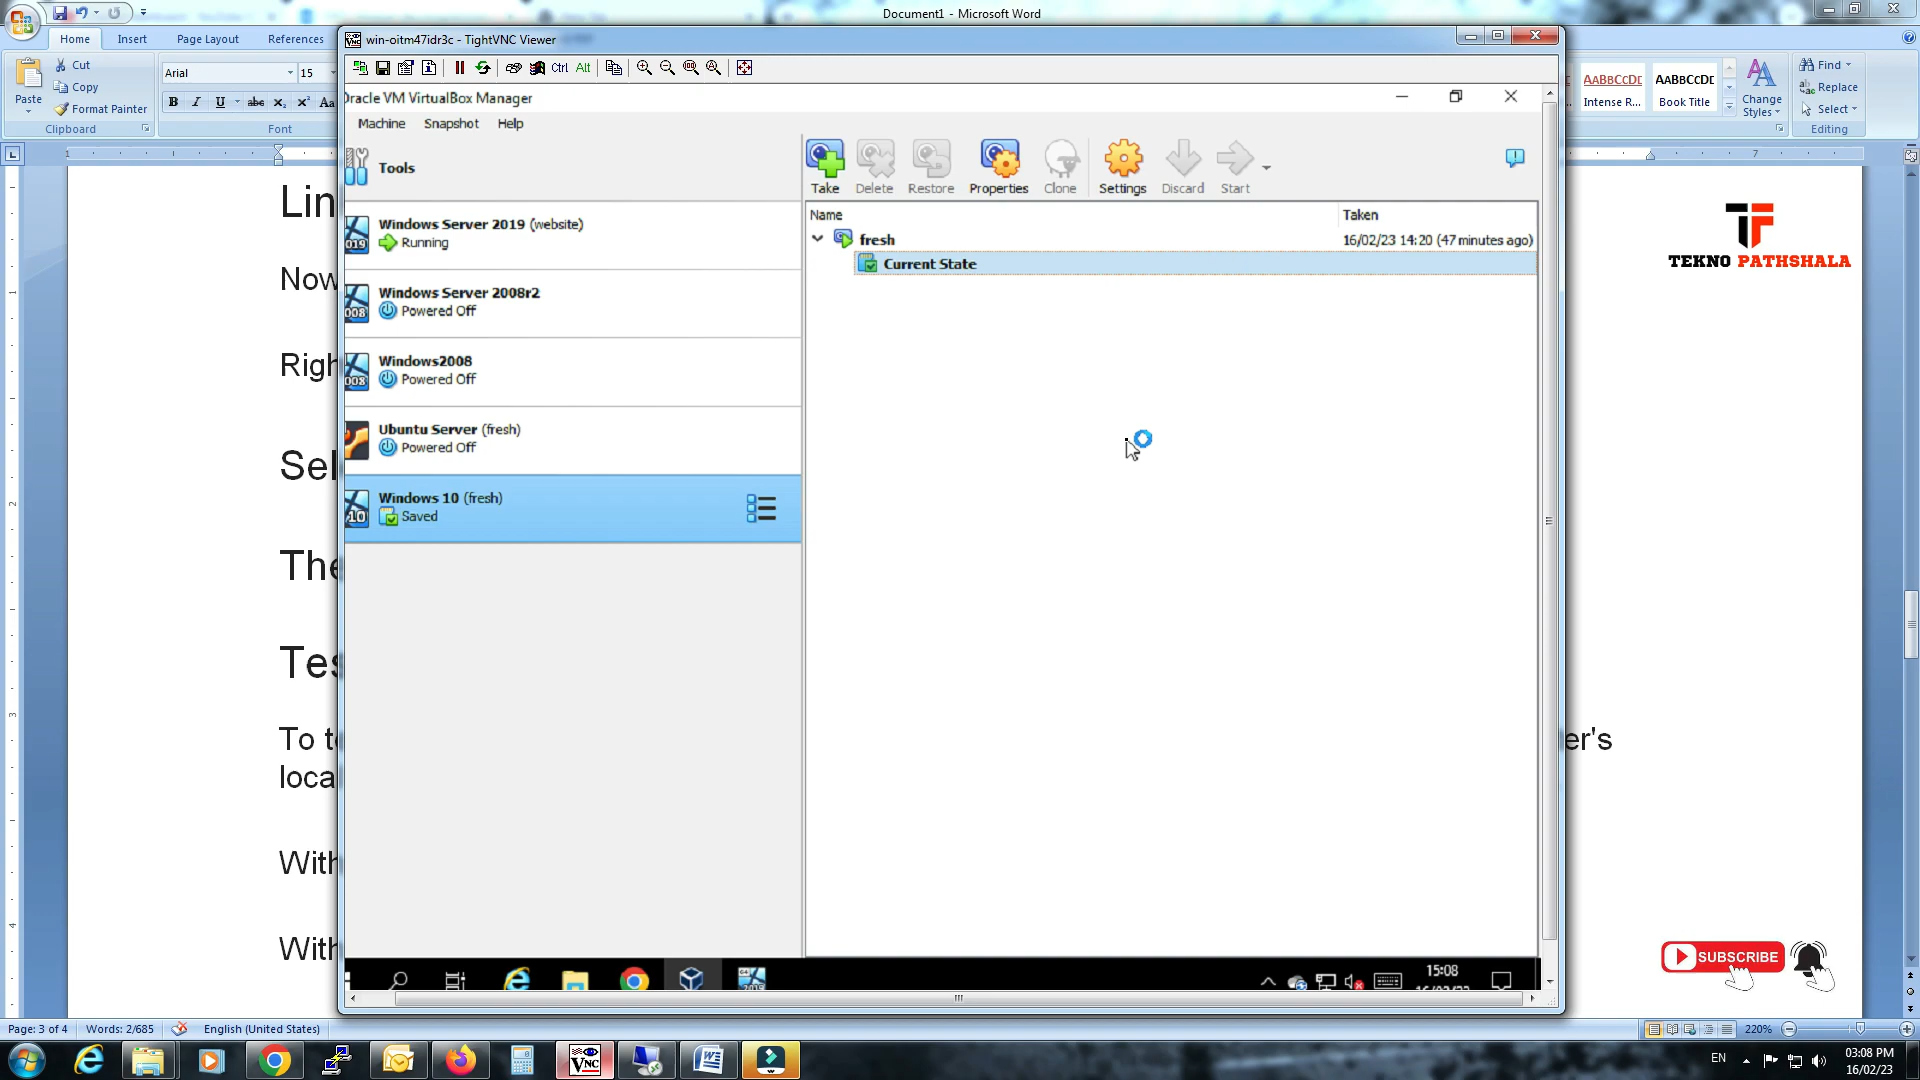 Document1 - Microsoft Word
Home
Insert
Page Layout
References
Paste
Cut
Copy
Format Painter
Clipboard
Arial
15
B I U abc x₂ x² Aa
Font
AABBCCDI
AABBCCDE
Intense R...
Book Title
Change
Styles
Find
Replace
Select
Editing
win-oitm47idr3c - TightVNC Viewer
Ctrl
Alt
Oracle VM VirtualBox Manager
Machine
Snapshot
Help
Tools
Take
Delete
Restore
Properties
Clone
Settings
Discard
Start
Windows Server 2019 (website)
Running
Windows Server 2008r2
Powered Off
Windows2008
Powered Off
Ubuntu Server (fresh)
Powered Off
Windows 10 (fresh)
Saved
Name
Taken
fresh
16/02/23 14:20 (47 minutes ago)
Current State
Lin
Now
Righ
Sel
The
Tes
To t
er's
loca
With
With
TEKNO PATHSHALA
SUBSCRIBE
15:08
Page: 3 of 4
Words: 2/685
English (United States)
220%
EN
03:08 PM
16/02/23